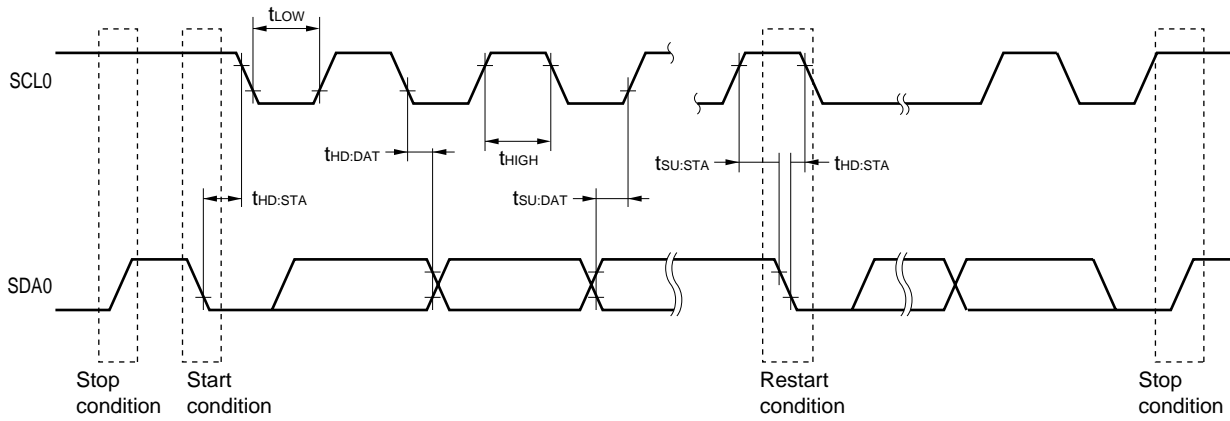 tLOW
SCL0
tHD:DAT
tHIGH
tSU:STA
tHD:STA
tHD:STA
tSU:DAT
SDA0
Stop
condition
Start
condition
Restart
condition
Stop
condition